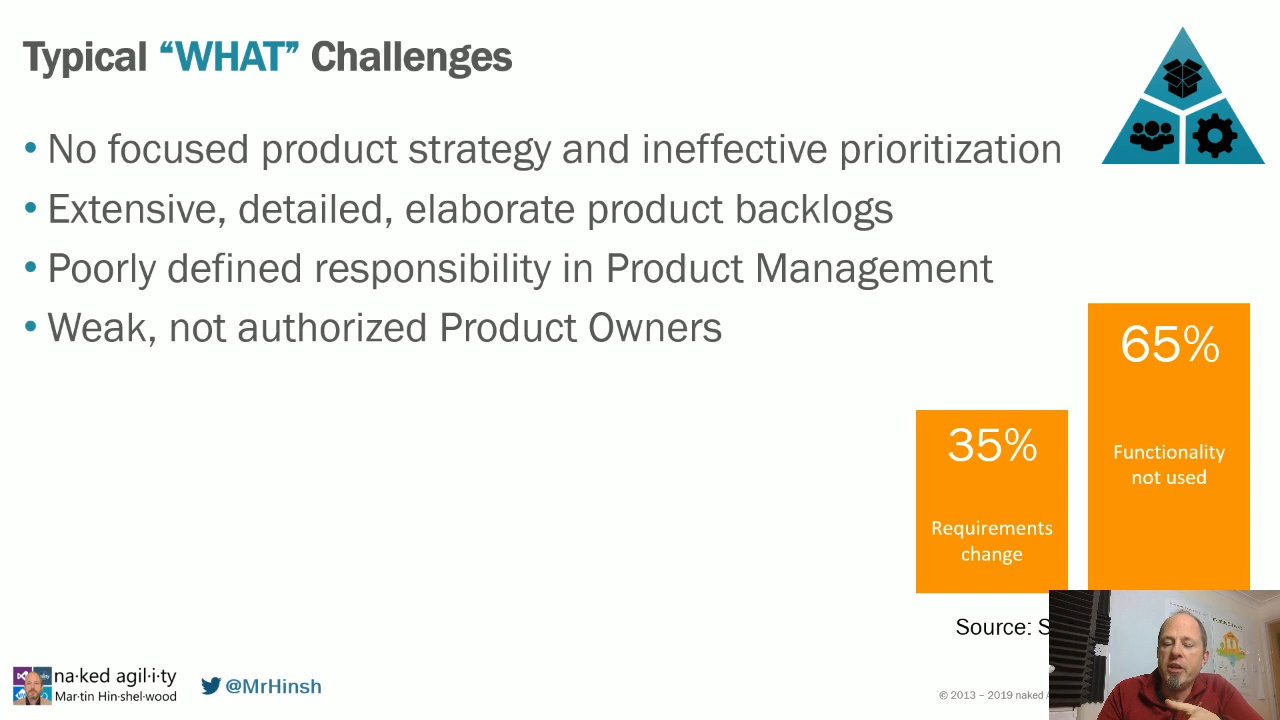 Typical “WHAT” Challenges
• No focused product strategy and ineffective prioritization
• Extensive, detailed, elaborate product backlogs
• Poorly defined responsibility in Product Management
• Weak, not authorized Product Owners
65%
Functionality
not used
35%
Requirements
change
Source: S
na·ked agil·i·ty
Mar·tin Hin·shel·wood
@MrHinsh
© 2013 – 2019 naked A